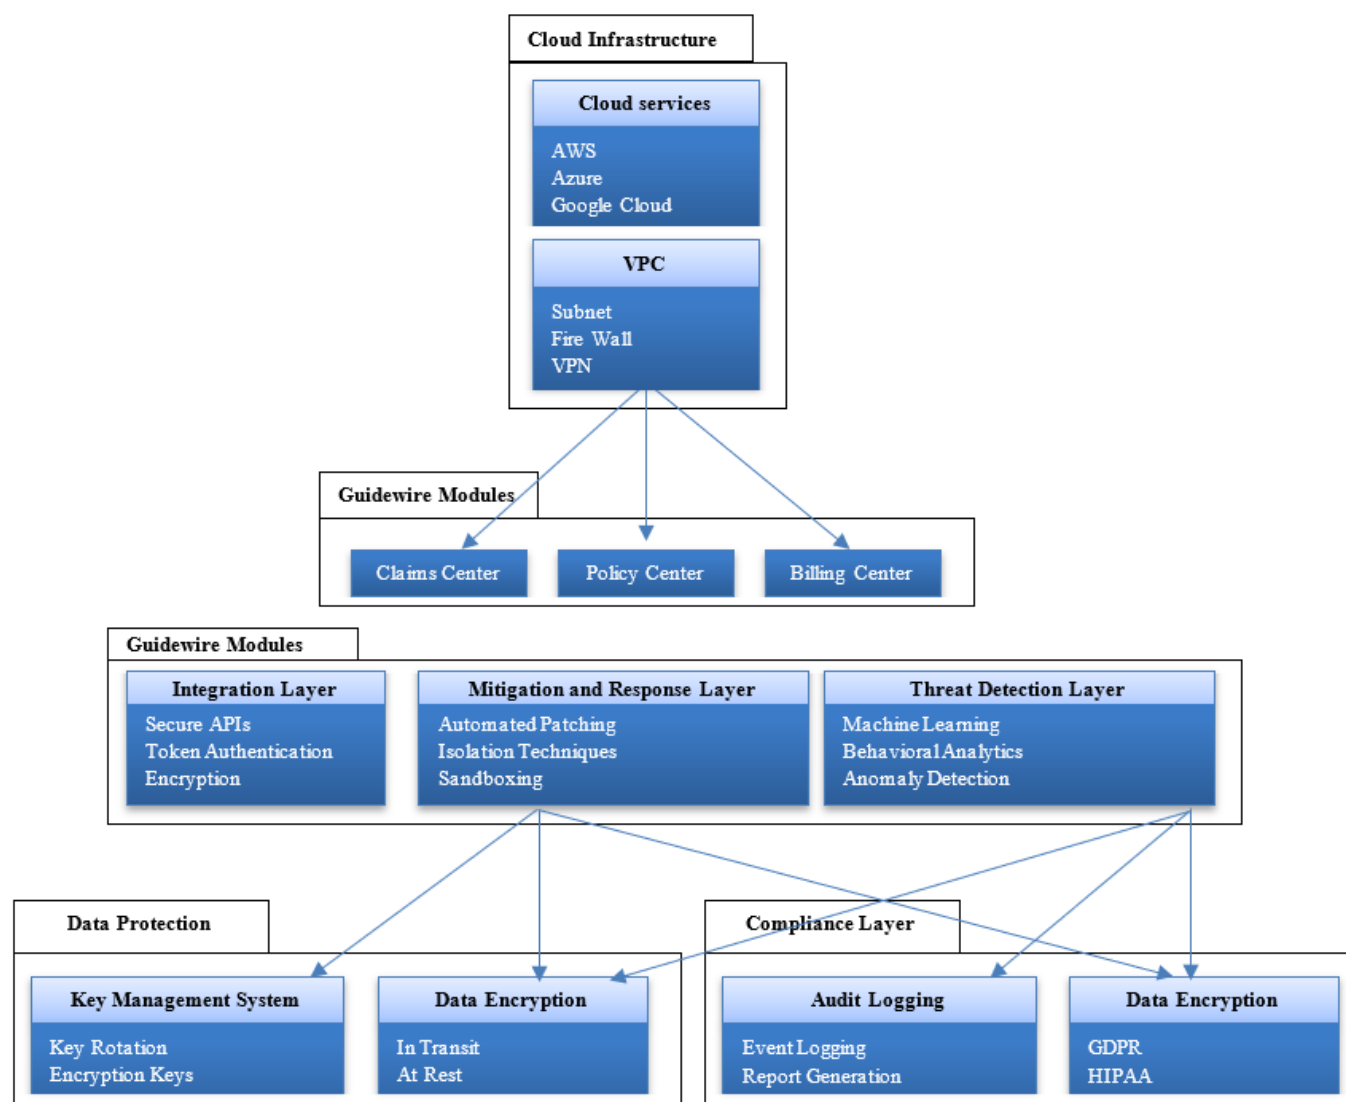 Cloud Infrastructure
Cloud services
AWS
Azure
Google Cloud
VPC
Subnet
Fire Wall
VPN
Guidewire Modules
Claims Center
Policy Center
Billing Center
Guidewire Modules
Integration Layer
Secure APIs
Token Authentication
Encryption
Mitigation and Response Layer
Automated Patching
Isolation Techniques
Sandboxing
Threat Detection Layer
Machine Learning
Behavioral Analytics
Anomaly Detection
Data Protection
Key Management System
Key Rotation
Encryption Keys
Data Encryption
In Transit
At Rest
Compliance Layer
Audit Logging
Event Logging
Report Generation
Data Encryption
GDPR
HIPAA